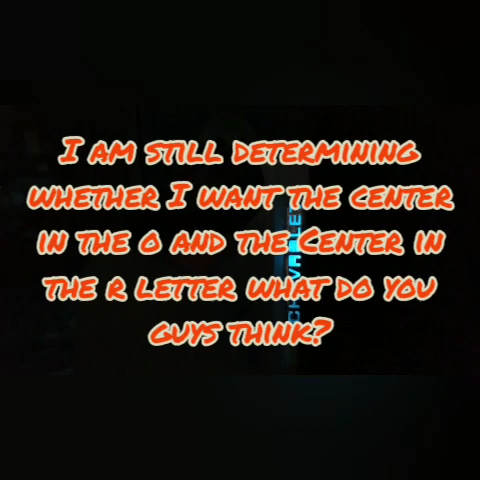 I am still determining
whether I want the center
in the o and the Center in
the r letter what do you
guys think?